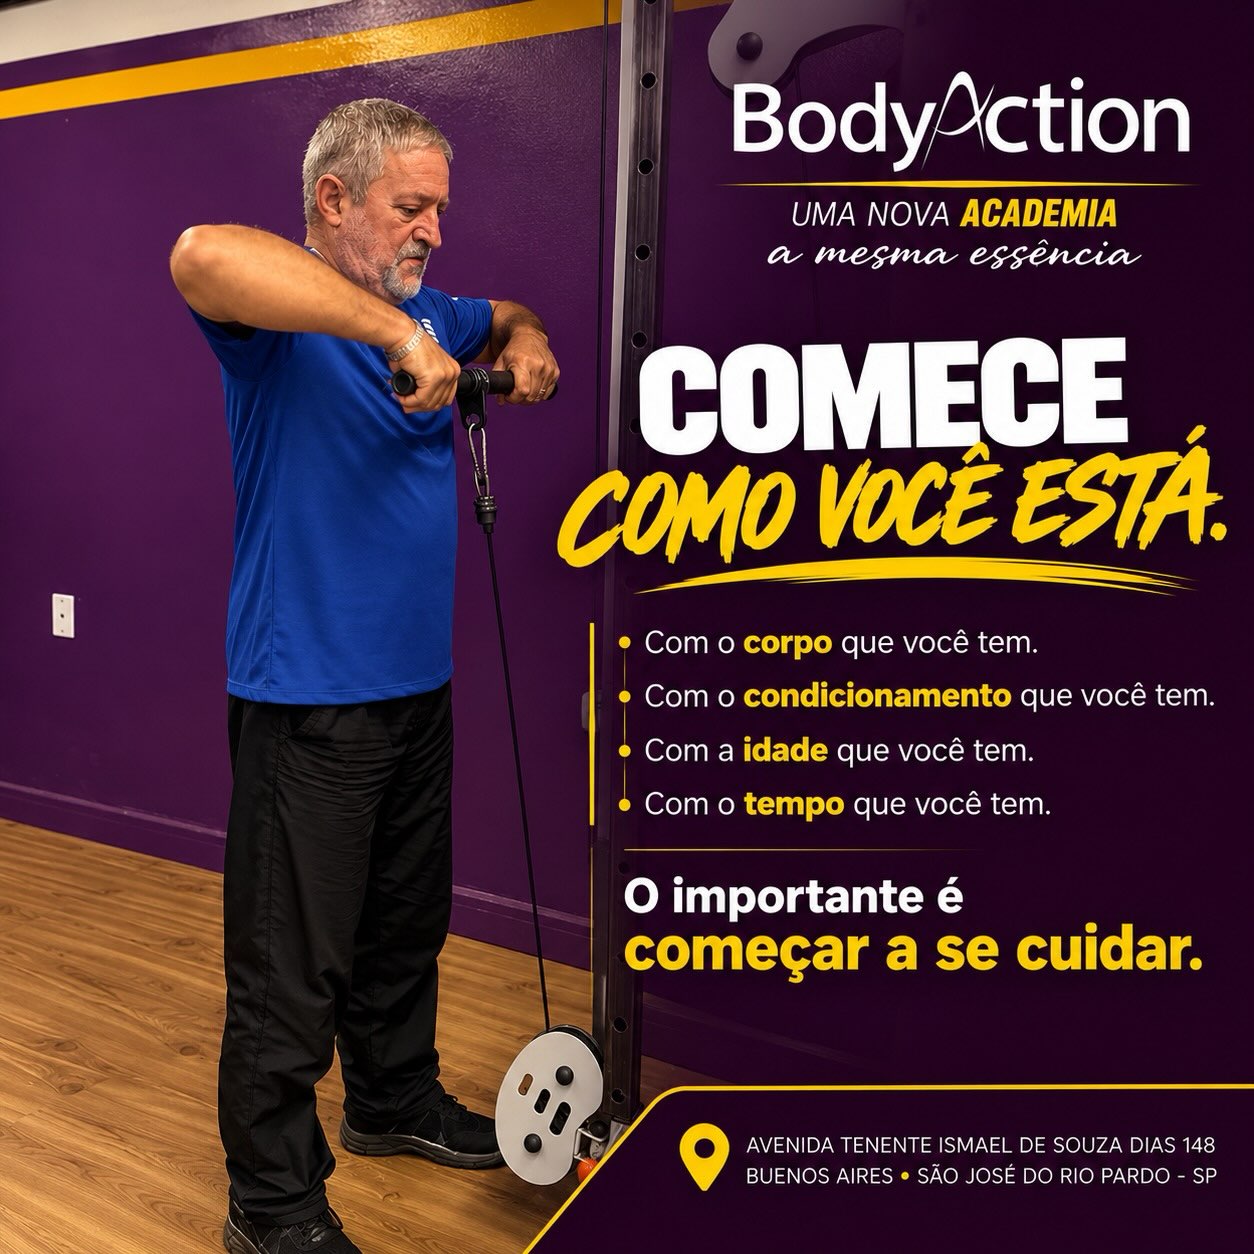 BodyAction
UMA NOVA ACADEMIA
a mesma essência
COMECE
COMO VOCÊ ESTÁ.
• Com o corpo que você tem.
• Com o condicionamento que você tem.
• Com a idade que você tem.
• Com o tempo que você tem.
O importante é
começar a se cuidar.
AVENIDA TENENTE ISMAEL DE SOUZA DIAS 148
BUENOS AIRES • SÃO JOSÉ DO RIO PARDO - SP